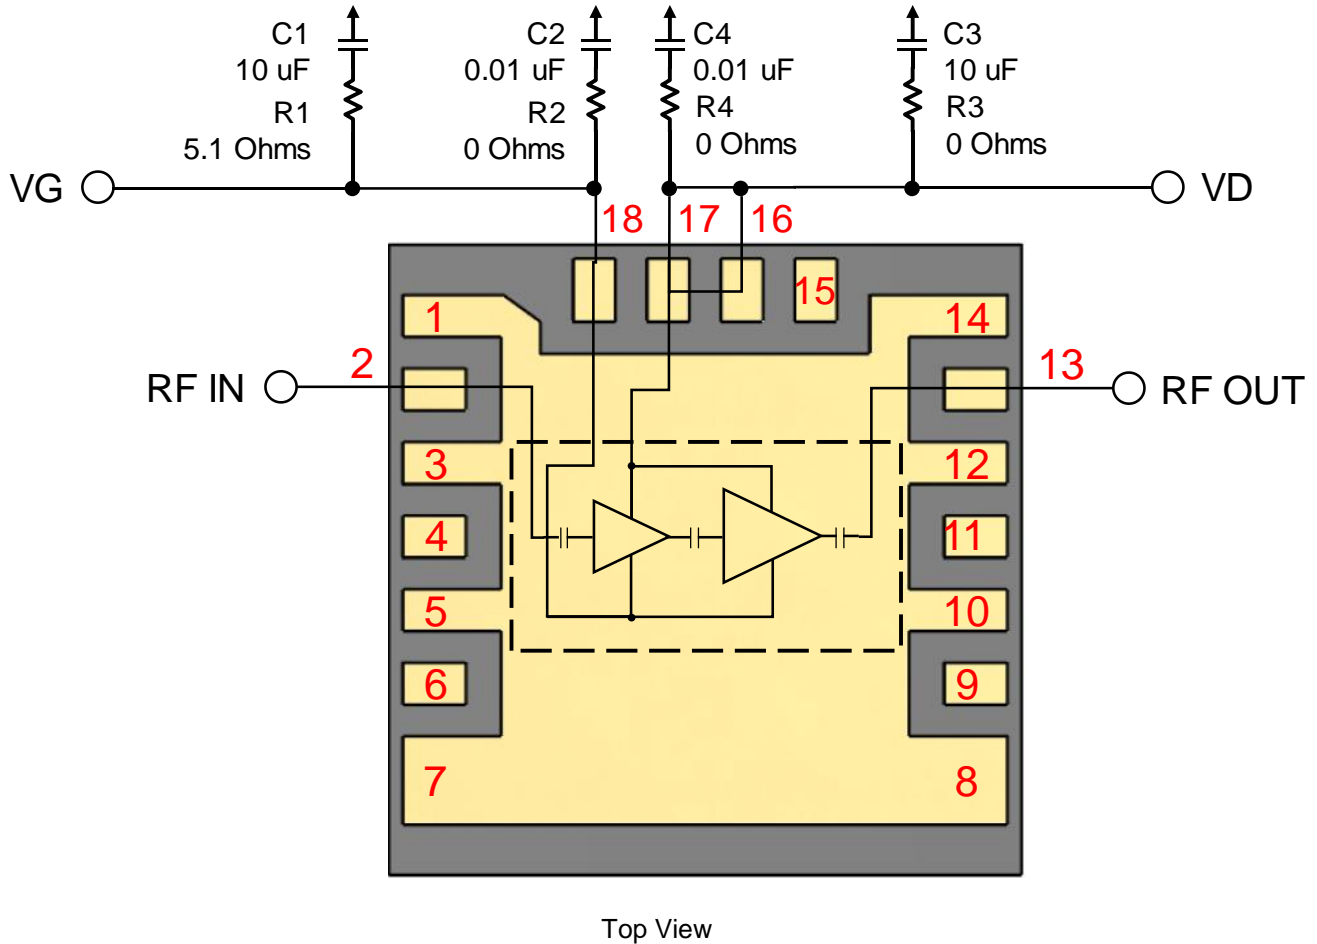 C1
10 uF
R1
5.1 Ohms
C2
0.01 uF
R2
0 Ohms
C4
0.01 uF
R4
0 Ohms
C3
10 uF
R3
0 Ohms
VG
VD
18
17
16
15
1
14
2
13
RF IN
RF OUT
3
12
4
11
5
10
6
9
7
8
Top View